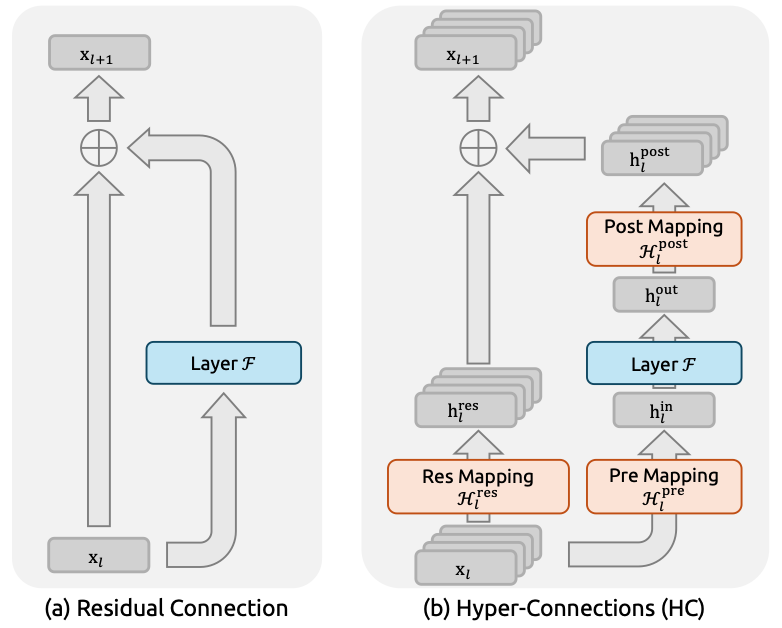 x_{l+1}
Layer ℱ
x_l
(a) Residual Connection
x_{l+1}
h_l^{post}
Post Mapping
ℋ_l^{post}
h_l^{out}
Layer ℱ
h_l^{res}
h_l^{in}
Res Mapping
ℋ_l^{res}
Pre Mapping
ℋ_l^{pre}
x_l
(b) Hyper-Connections (HC)